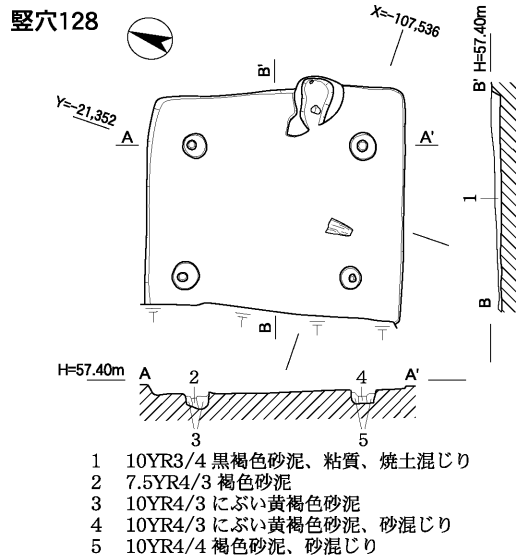 竪穴128
X=-107,536
Y=-21,352
B'
A
A'
B
B' H=57.40m
1
B
H=57.40m
A
2
4
A'
3
5
1 10YR3/4 黒褐色砂泥、粘質、焼土混じり
2 7.5YR4/3 褐色砂泥
3 10YR4/3 にぶい黄褐色砂泥
4 10YR4/3 にぶい黄褐色砂泥、砂混じり
5 10YR4/4 褐色砂泥、砂混じり